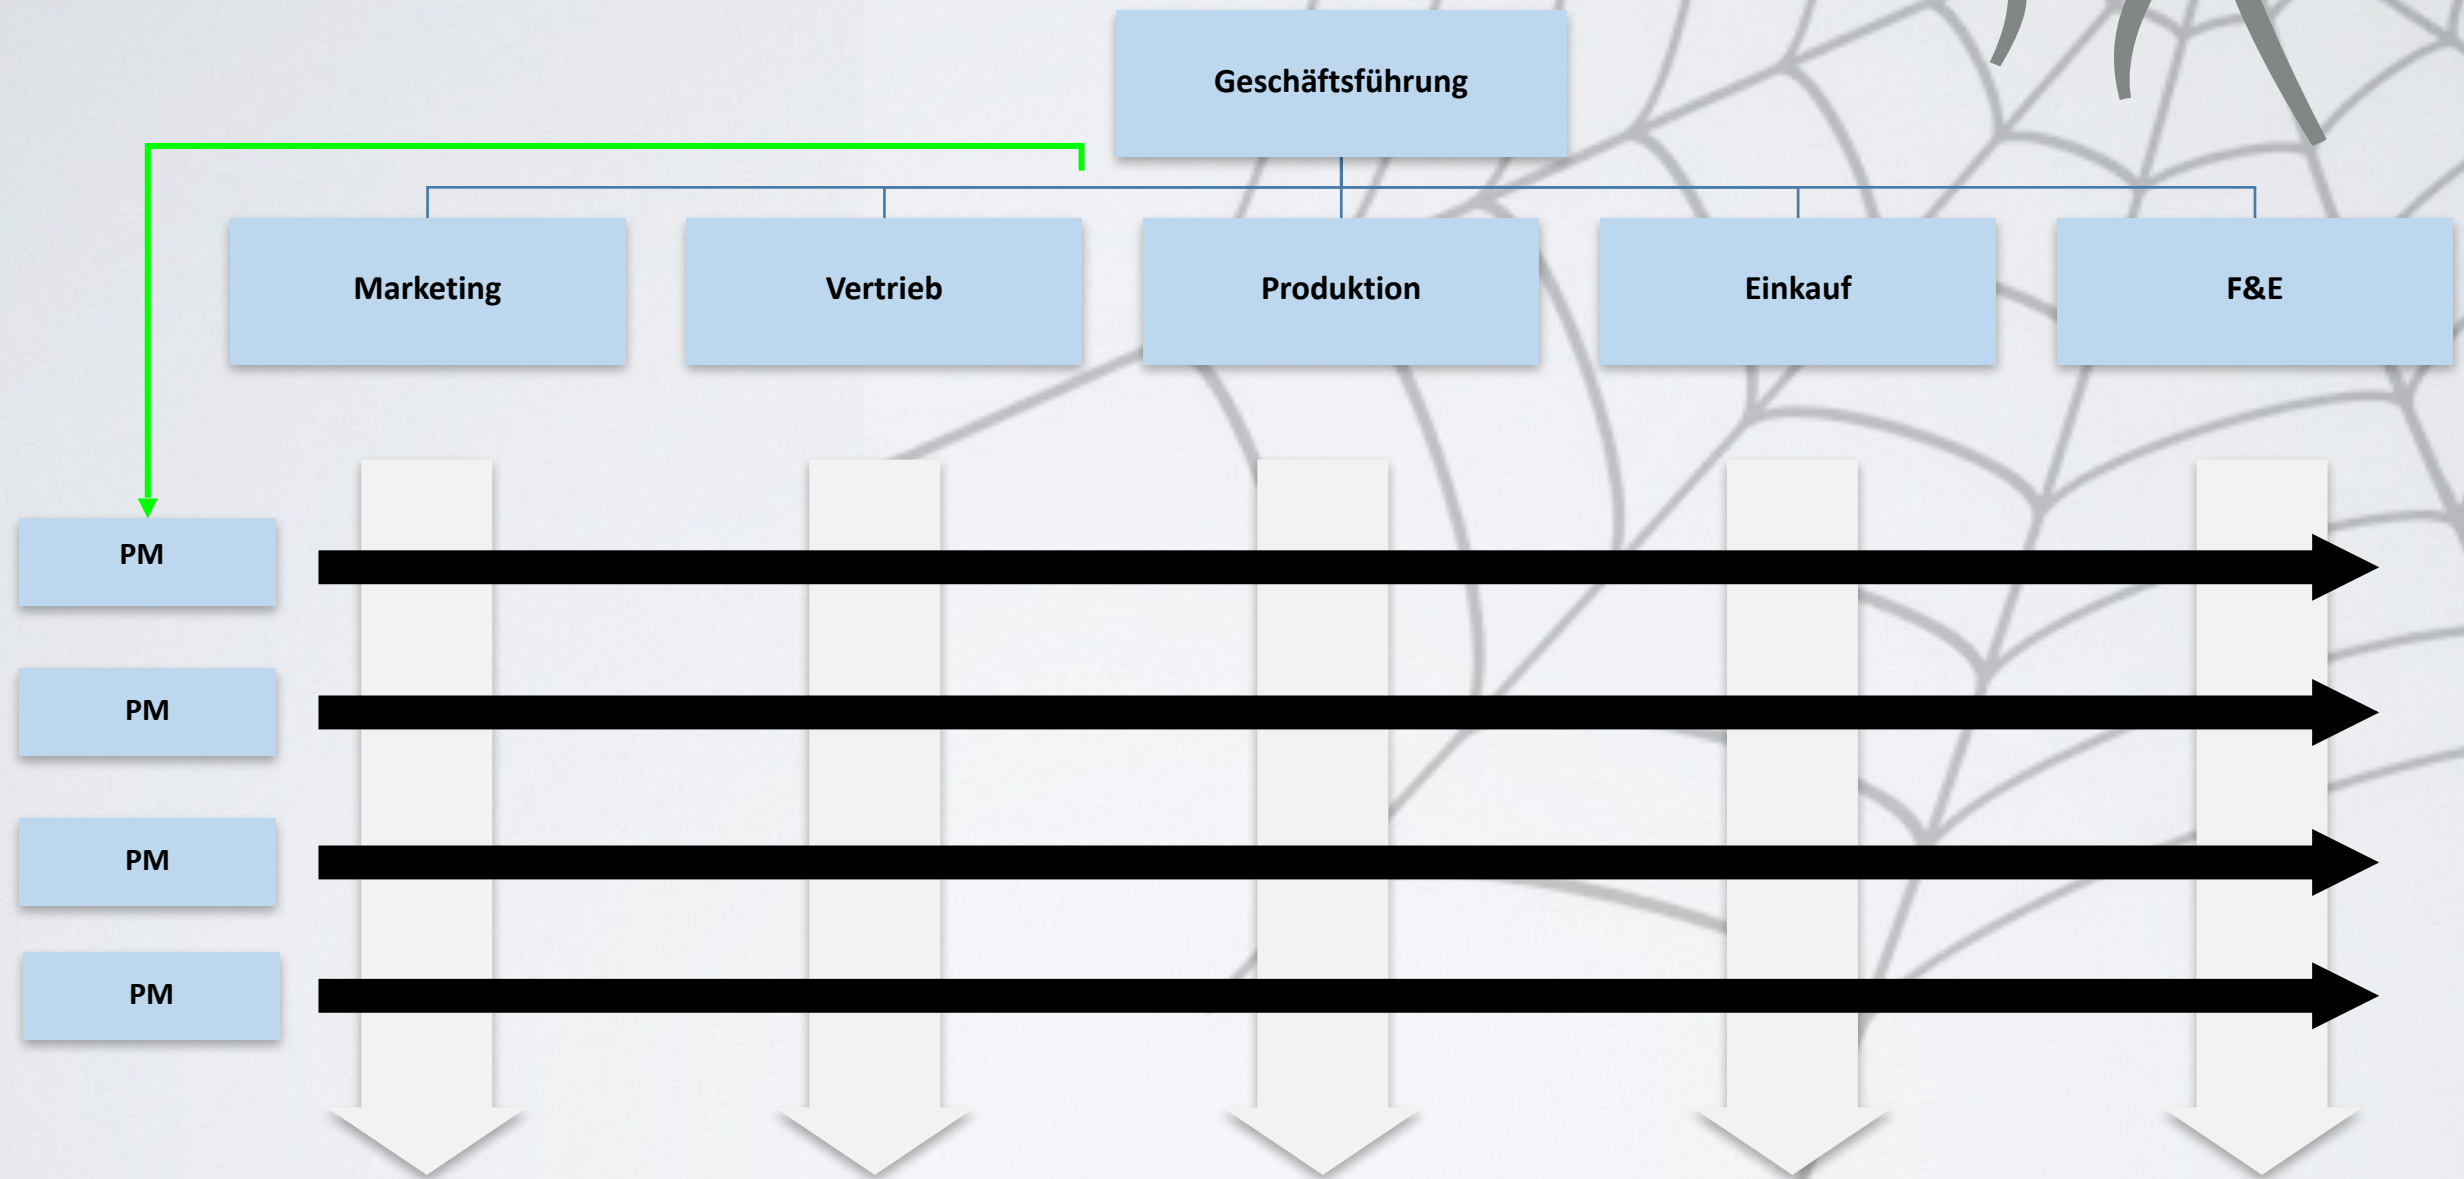 Geschäftsführung
Marketing
Vertrieb
Produktion
Einkauf
F&E
PM
PM
PM
PM